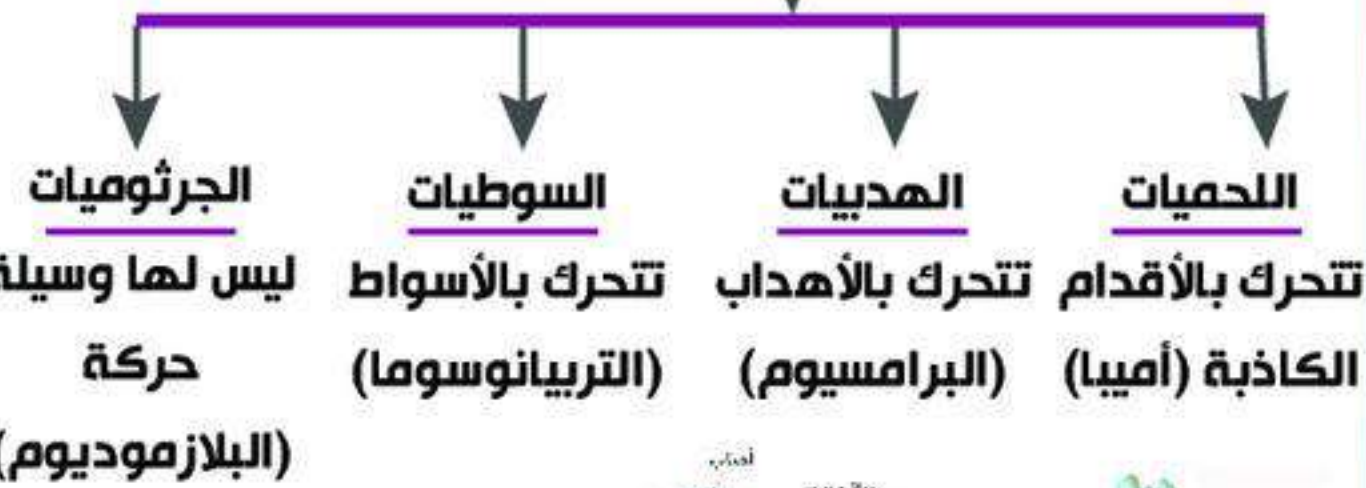 اللحميات
تتحرك بالأقدام
الكاذبة (أميبا)
الهدبيات
تتحرك بالأهداب
(البرامسيوم)
السوطيات
تتحرك بالأسواط
(التربيانوسوما)
الجرثوميات
ليس لها وسيلة
حركة
(البلازموديوم)
أهداب